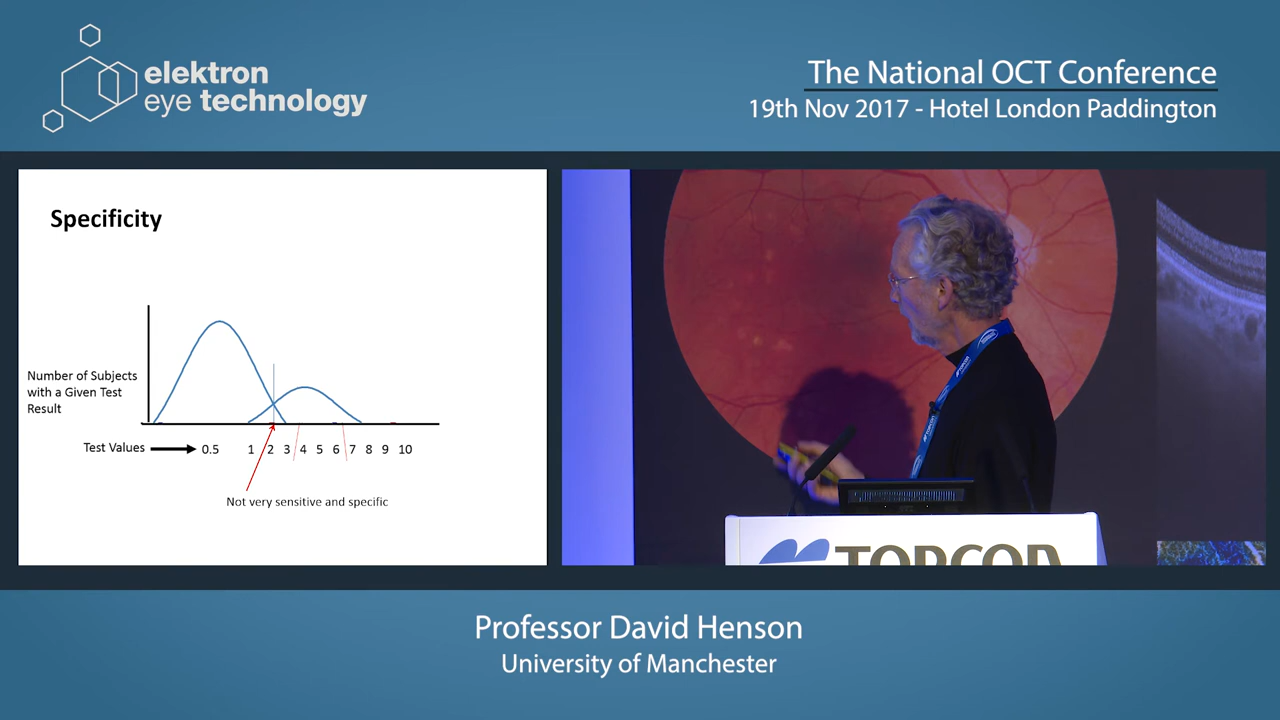 elektron
eye technology
The National OCT Conference
19th Nov 2017 - Hotel London Paddington
Specificity
Number of Subjects
with a Given Test
Result
Test Values
0.5 1 2 3 4 5 6 7 8 9 10
Not very sensitive and specific
TOPCON
Professor David Henson
University of Manchester